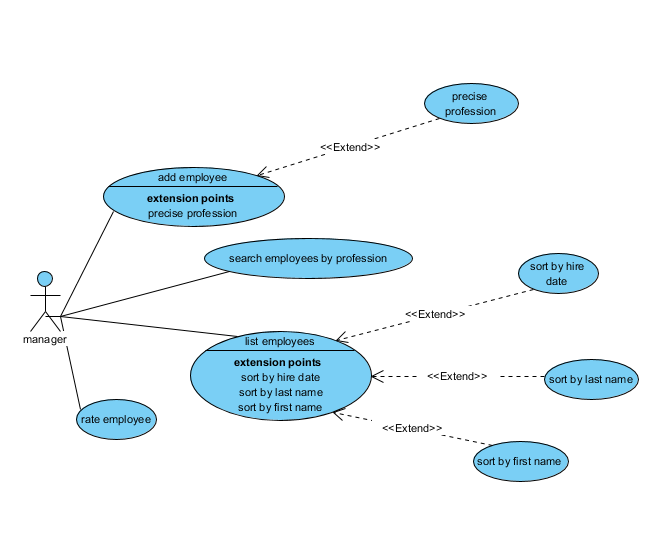 precise
profession
<<Extend>>
add employee
extension points
precise profession
search employees by profession
sort by hire
date
<<Extend>>
manager
list employees
extension points
sort by hire date
sort by last name
sort by first name
<<Extend>>
sort by last name
rate employee
<<Extend>>
sort by first name